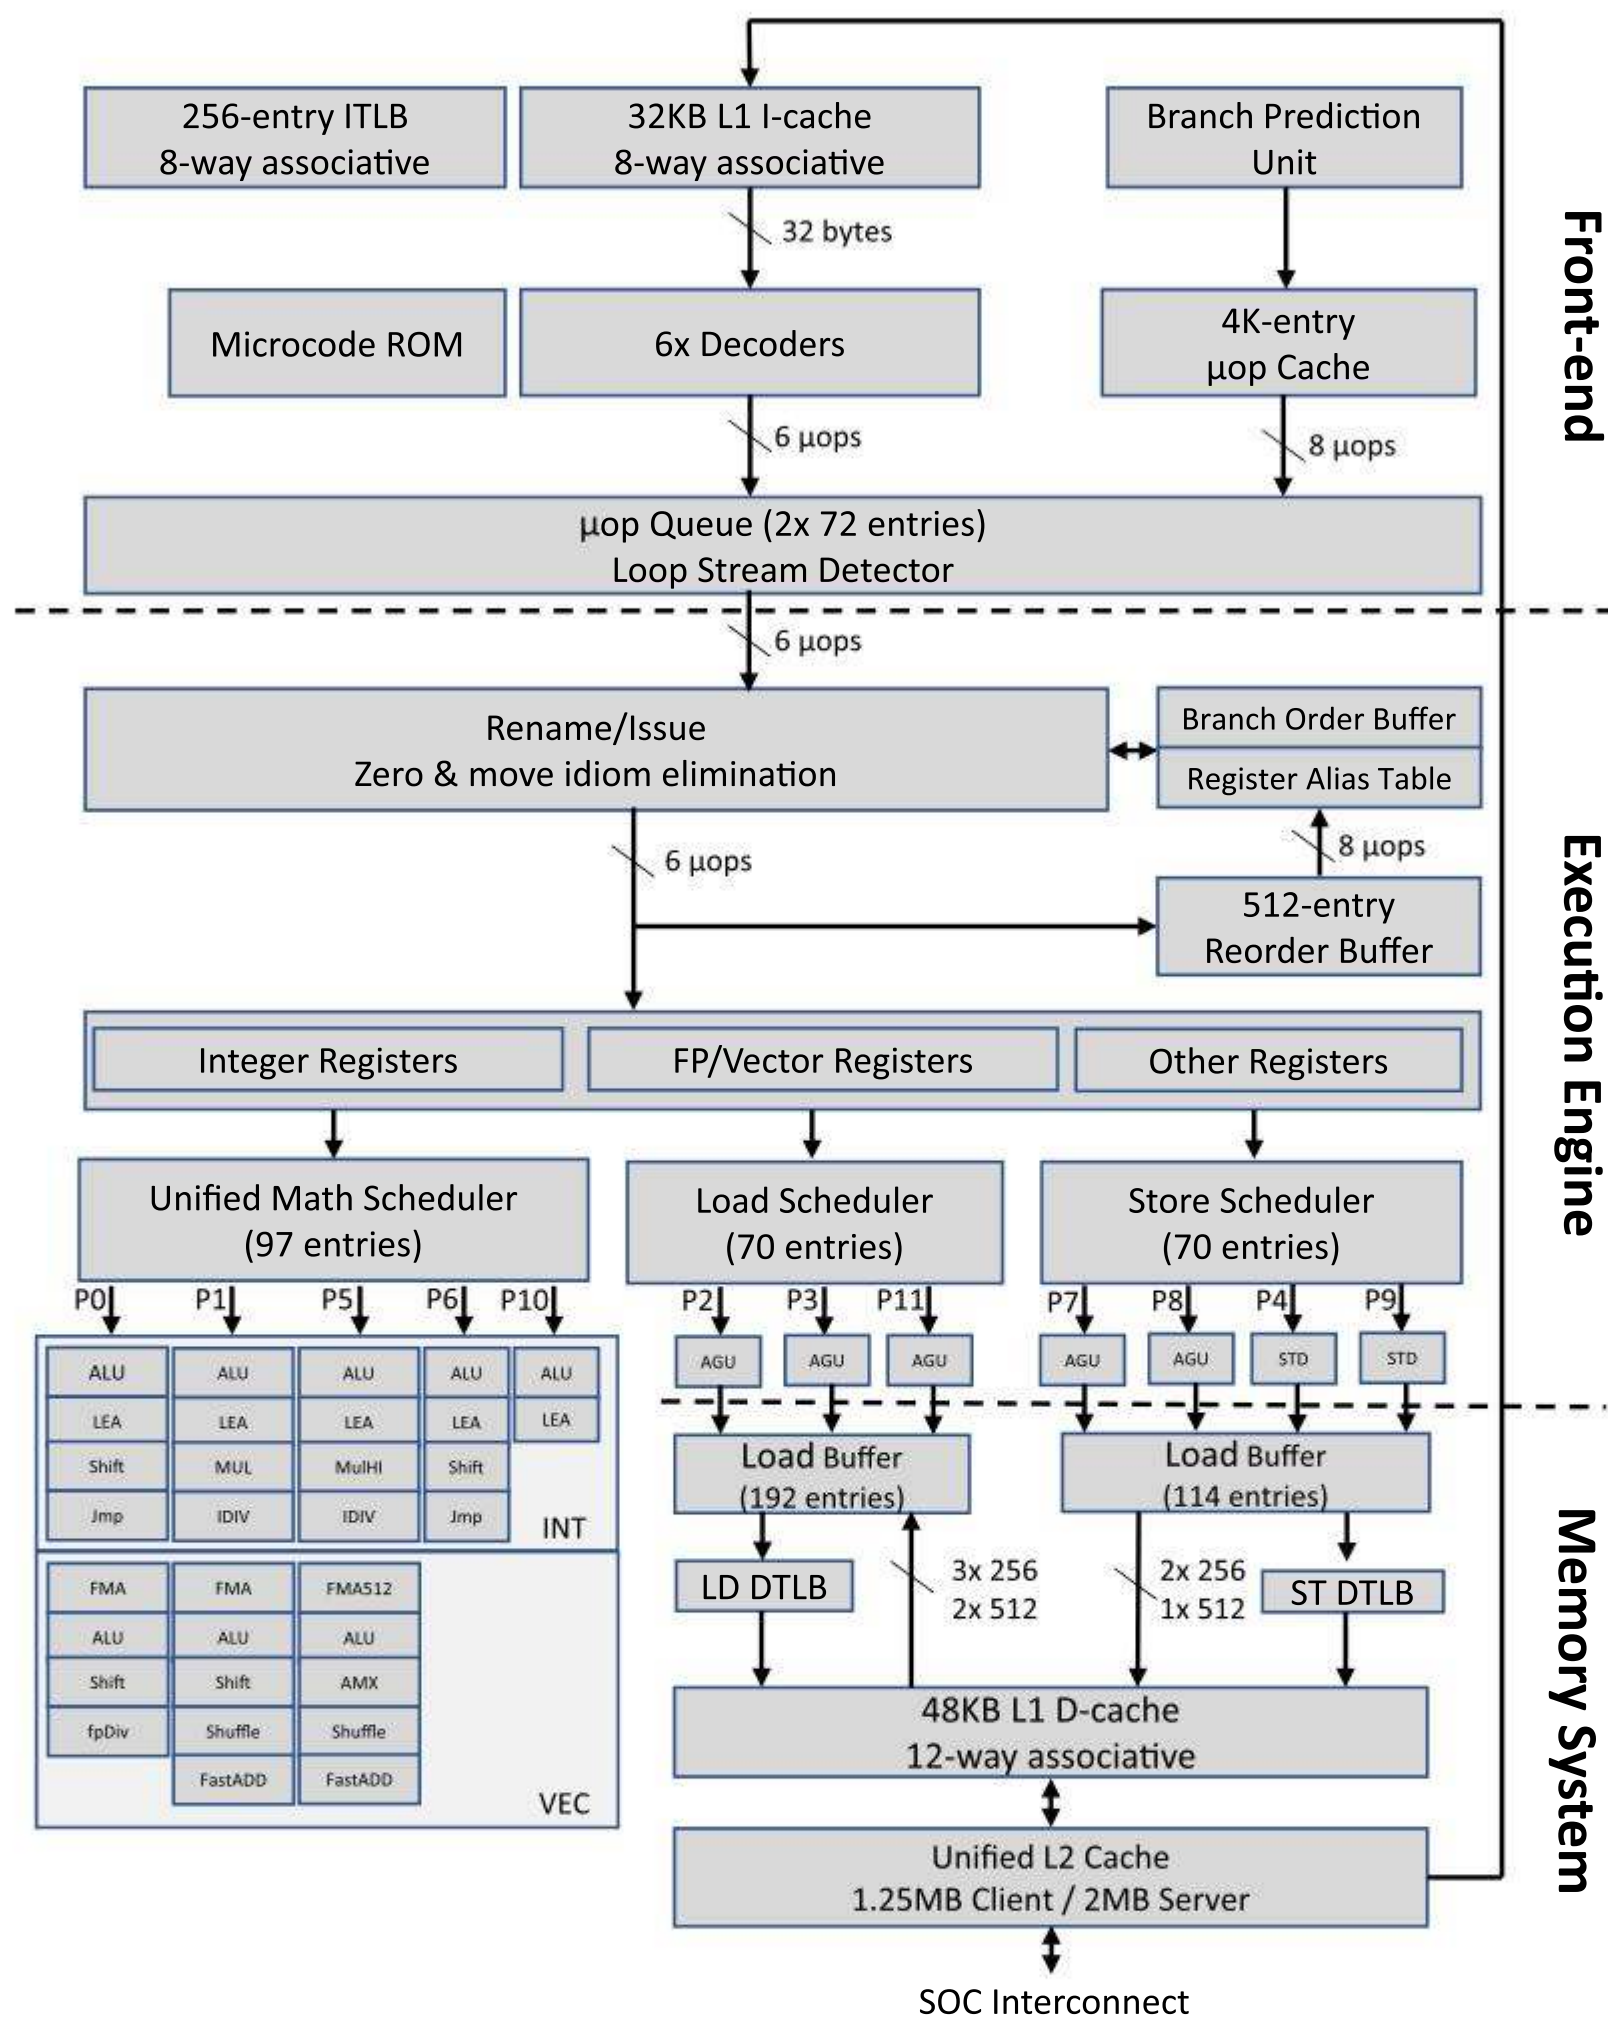 256-entry ITLB
8-way associative
32KB L1 I-cache
8-way associative
Branch Prediction
Unit
32 bytes
Microcode ROM
6x Decoders
4K-entry
μop Cache
6 μops
8 μops
μop Queue (2x 72 entries)
Loop Stream Detector
Front-end
6 μops
Rename/Issue
Zero & move idiom elimination
Branch Order Buffer
Register Alias Table
6 μops
8 μops
512-entry
Reorder Buffer
Integer Registers
FP/Vector Registers
Other Registers
Execution Engine
Unified Math Scheduler
(97 entries)
Load Scheduler
(70 entries)
Store Scheduler
(70 entries)
P0
P1
P5
P6
P10
P2
P3
P11
P7
P8
P4
P9
ALU
LEA
Shift
Jmp
ALU
LEA
MUL
IDIV
ALU
LEA
MulHI
IDIV
ALU
LEA
Shift
Jmp
ALU
LEA
INT
FMA
ALU
Shift
fpDiv
FMA
ALU
Shift
Shuffle
FastADD
FMA512
ALU
AMX
Shuffle
FastADD
VEC
AGU
AGU
AGU
AGU
AGU
STD
STD
Load Buffer
(192 entries)
Load Buffer
(114 entries)
LD DTLB
3x 256
2x 512
2x 256
1x 512
ST DTLB
48KB L1 D-cache
12-way associative
Unified L2 Cache
1.25MB Client / 2MB Server
SOC Interconnect
Memory System